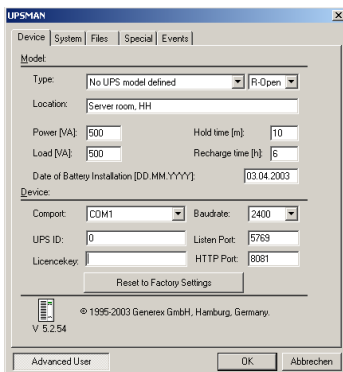 UPSMAN
Device System Files Special Events
Model:
Type: No UPS model defined R-Open
Location: Server room, HH
Power [VA]: 500 Hold time [m]: 10
Load [VA]: 500 Recharge time [h]: 6
Date of Battery Installation [DD.MM.YYYY]: 03.04.2003
Device:
Comport: COM1 Baudrate: 2400
UPS ID: 0 Listen Port: 5769
Licencekey: HTTP Port: 8081
Reset to Factory Settings
© 1995-2003 Generex GmbH, Hamburg, Germany.
V 5.2.54
Advanced User OK Abbrechen